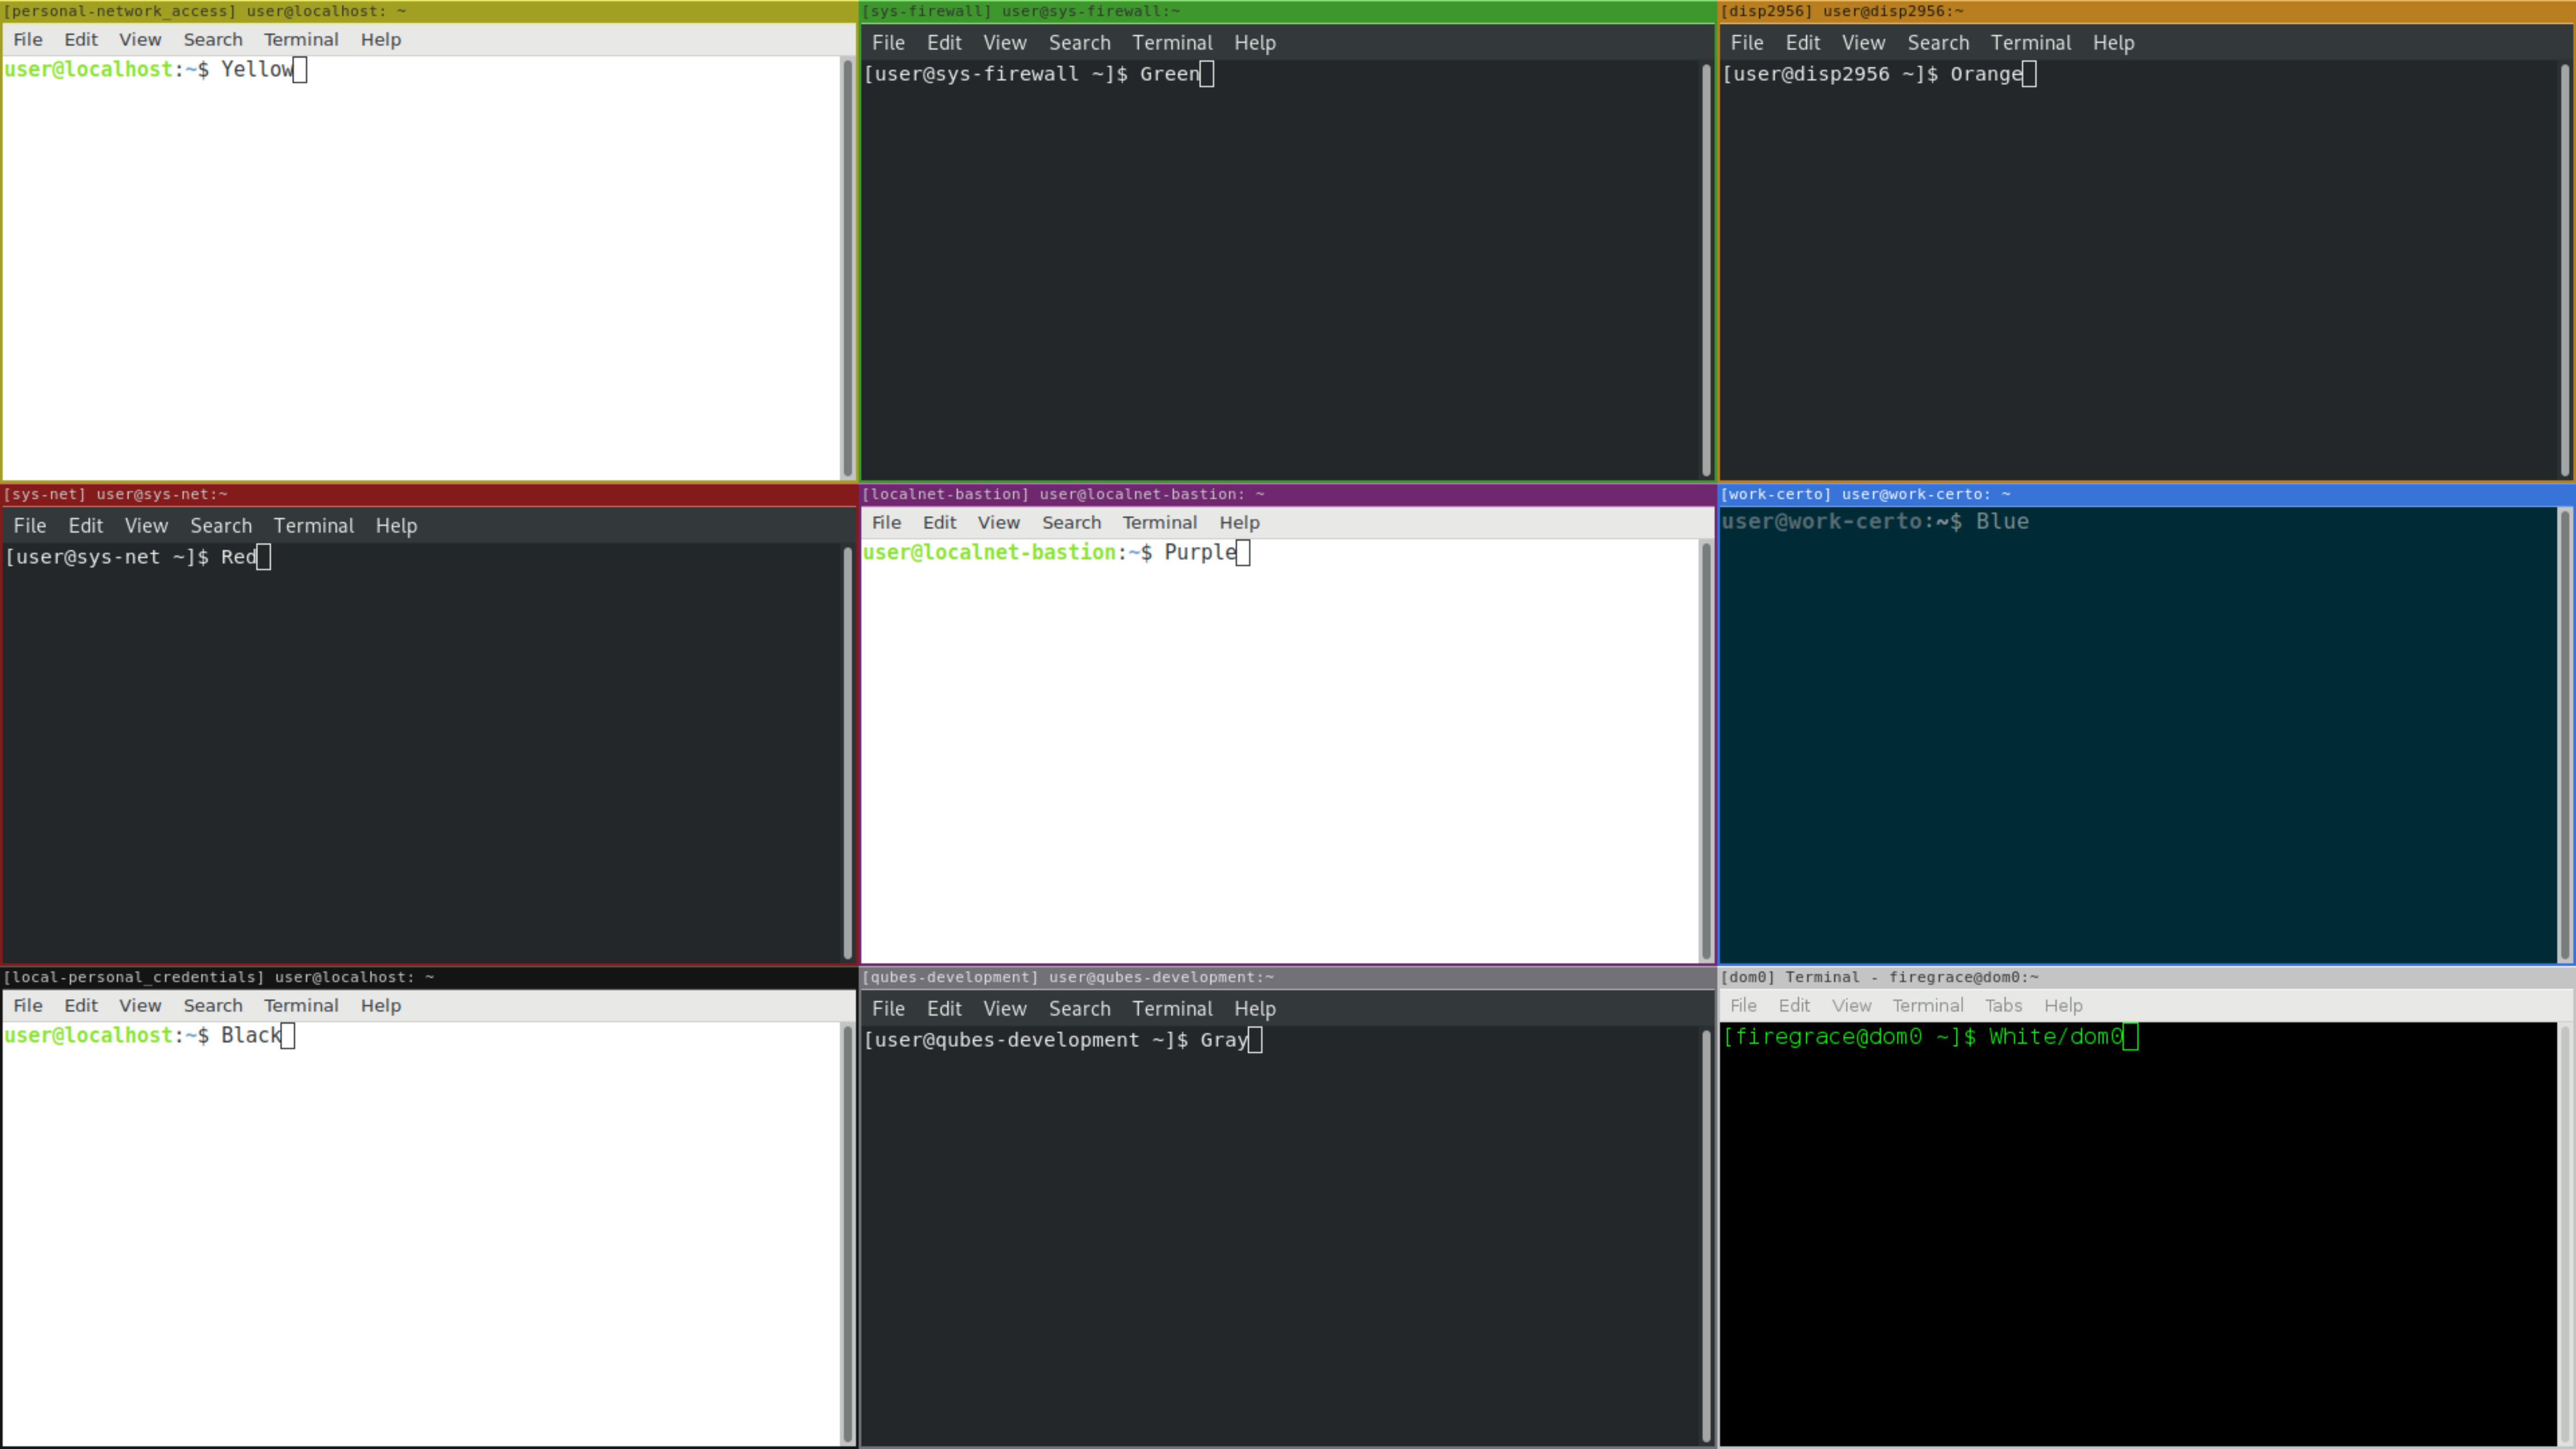 [personal-network_access] user@localhost: ~
File Edit View Search Terminal Help
user@localhost:~$ Yellow
[sys-firewall] user@sys-firewall:~
File Edit View Search Terminal Help
[user@sys-firewall ~]$ Green
[disp2956] user@disp2956:~
File Edit View Search Terminal Help
[user@disp2956 ~]$ Orange
[sys-net] user@sys-net:~
File Edit View Search Terminal Help
[user@sys-net ~]$ Red
[localnet-bastion] user@localnet-bastion: ~
File Edit View Search Terminal Help
user@localnet-bastion:~$ Purple
[work-certo] user@work-certo: ~
user@work-certo:~$ Blue
[local-personal_credentials] user@localhost: ~
File Edit View Search Terminal Help
user@localhost:~$ Black
[qubes-development] user@qubes-development:~
File Edit View Search Terminal Help
[user@qubes-development ~]$ Gray
[dom0] Terminal - firegrace@dom0:~
File Edit View Terminal Tabs Help
[firegrace@dom0 ~]$ White/dom0